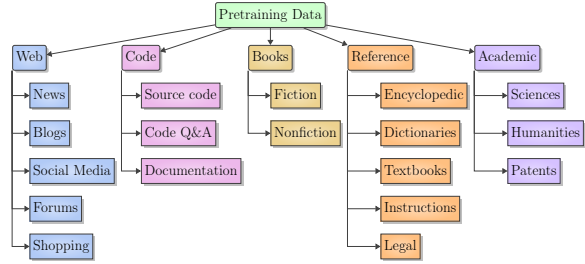 Pretraining Data
Web
News
Blogs
Social Media
Forums
Shopping
Code
Source code
Code Q&A
Documentation
Books
Fiction
Nonfiction
Reference
Encyclopedic
Dictionaries
Textbooks
Instructions
Legal
Academic
Sciences
Humanities
Patents